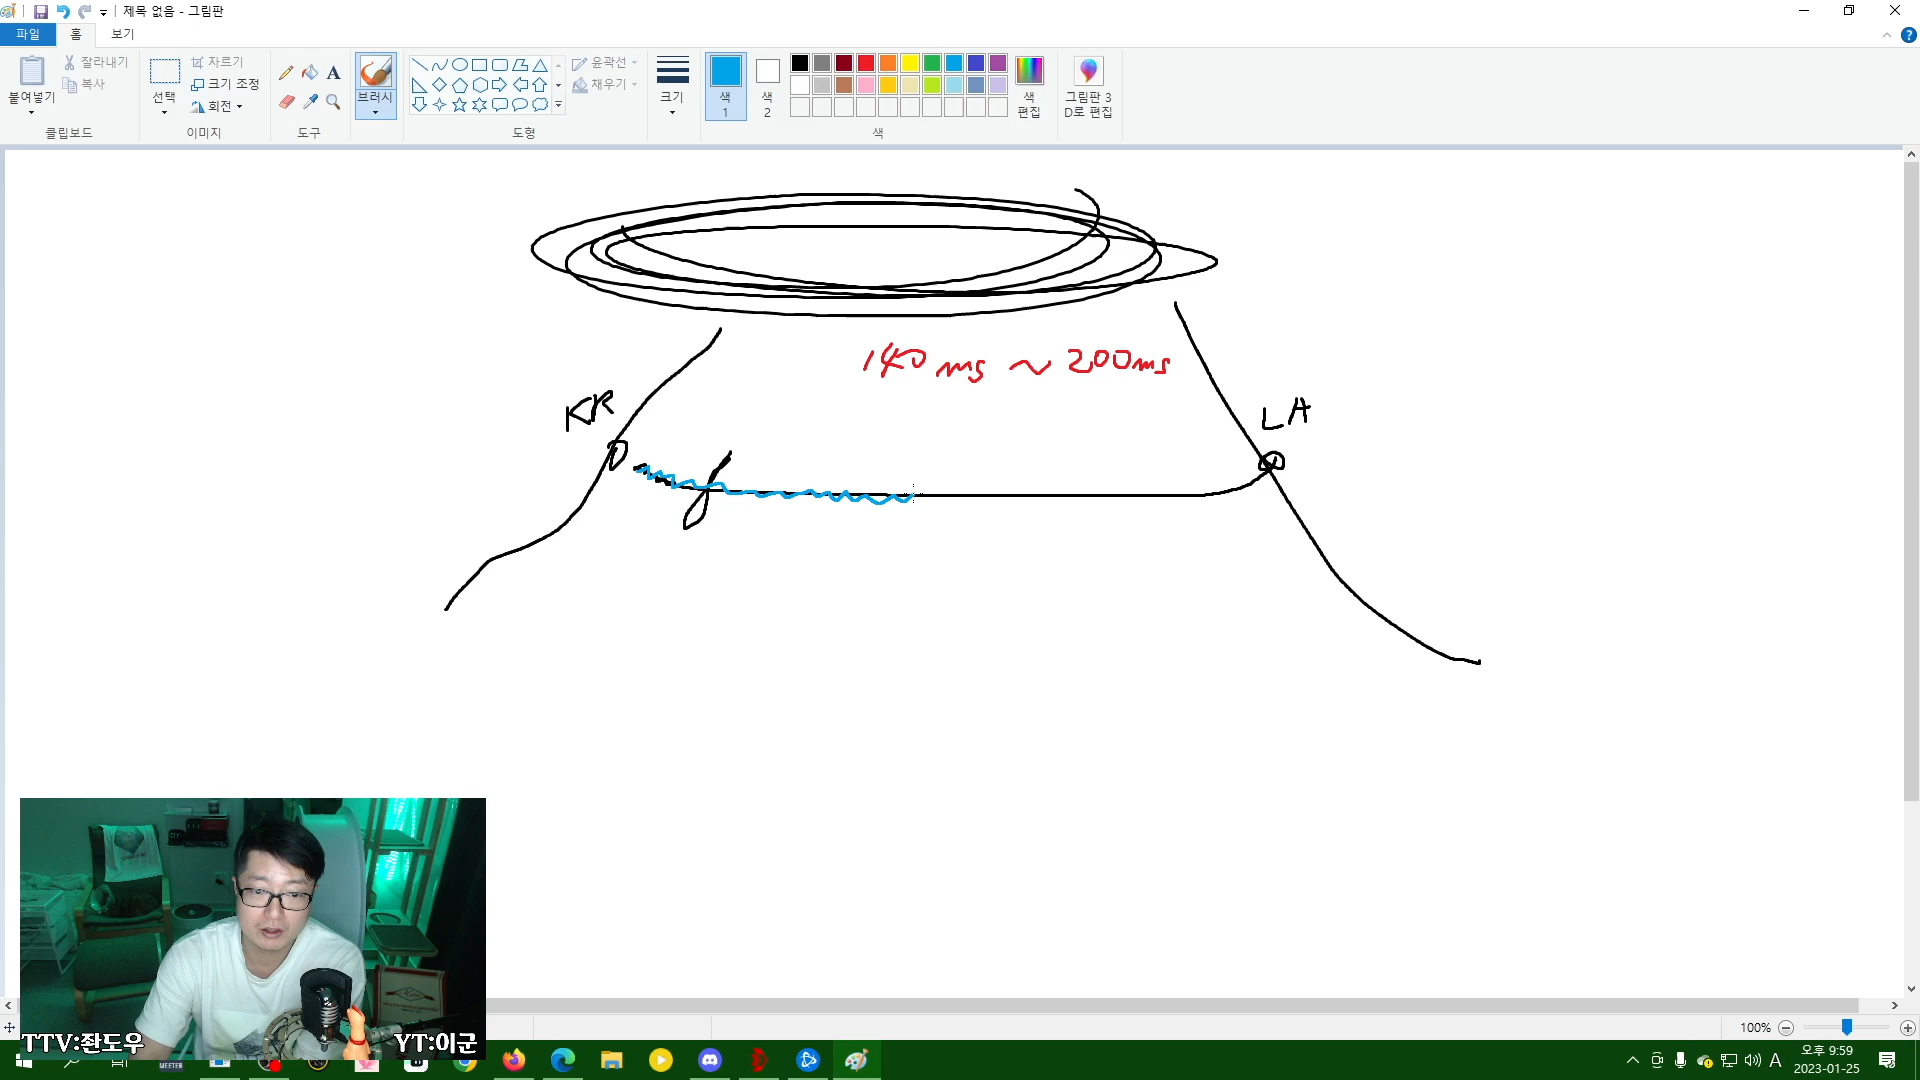 제목 없음 - 그림판
파일 홈 보기
붙여넣기
잘라내기
복사
클립보드
선택
자르기
크기 조정
회전
이미지
A
도구
브러시
윤곽선
채우기
도형
크기
색 1
색 2
색
색 편집
그림판 3D로 편집
140ms ~ 200ms
KR
LA
100%
TTV:좐도우
YT:이군
MEETER
A
오후 9:59
2023-01-25